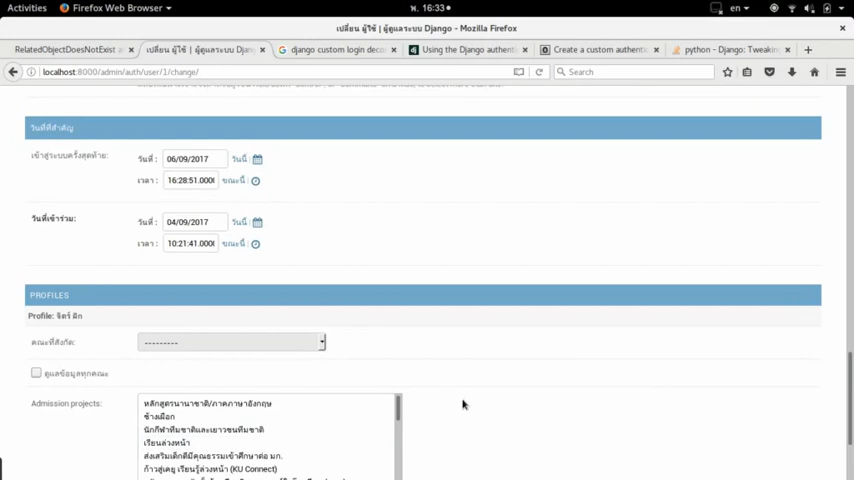 Activities Firefox Web Browser พ. 16:33 en
เปลี่ยน ผู้ใช้ | ผู้ดูแลระบบ Django - Mozilla Firefox
RelatedObjectDoesNotExist a เปลี่ยน ผู้ใช้ | ผู้ดูแลระบบ Djang django custom login deco Using the Django authenti Create a custom authentic python - Django: Tweakin
localhost:8000/admin/auth/user/1/change/ Search
วันที่ที่สำคัญ
เข้าสู่ระบบครั้งสุดท้าย: วันที่ : 06/09/2017 วันนี้
เวลา : 16:28:51.000 ขณะนี้
วันที่เข้าร่วม: วันที่ : 04/09/2017 วันนี้
เวลา : 10:21:41.000 ขณะนี้
PROFILES
Profile: จิตร์ ผิก
คณะที่สังกัด: ---------
ดูแลข้อมูลทุกคณะ
Admission projects: หลักสูตรนานาชาติ/ภาคภาษาอังกฤษ
ช้างเผือก
นักกีฬาทีมชาติและเยาวชนทีมชาติ
เรียนล่วงหน้า
ส่งเสริมเด็กดีมีคุณธรรมเข้าศึกษาต่อ มก.
ก้าวสู่เคยู เรียนรู้ล่วงหน้า (KU Connect)